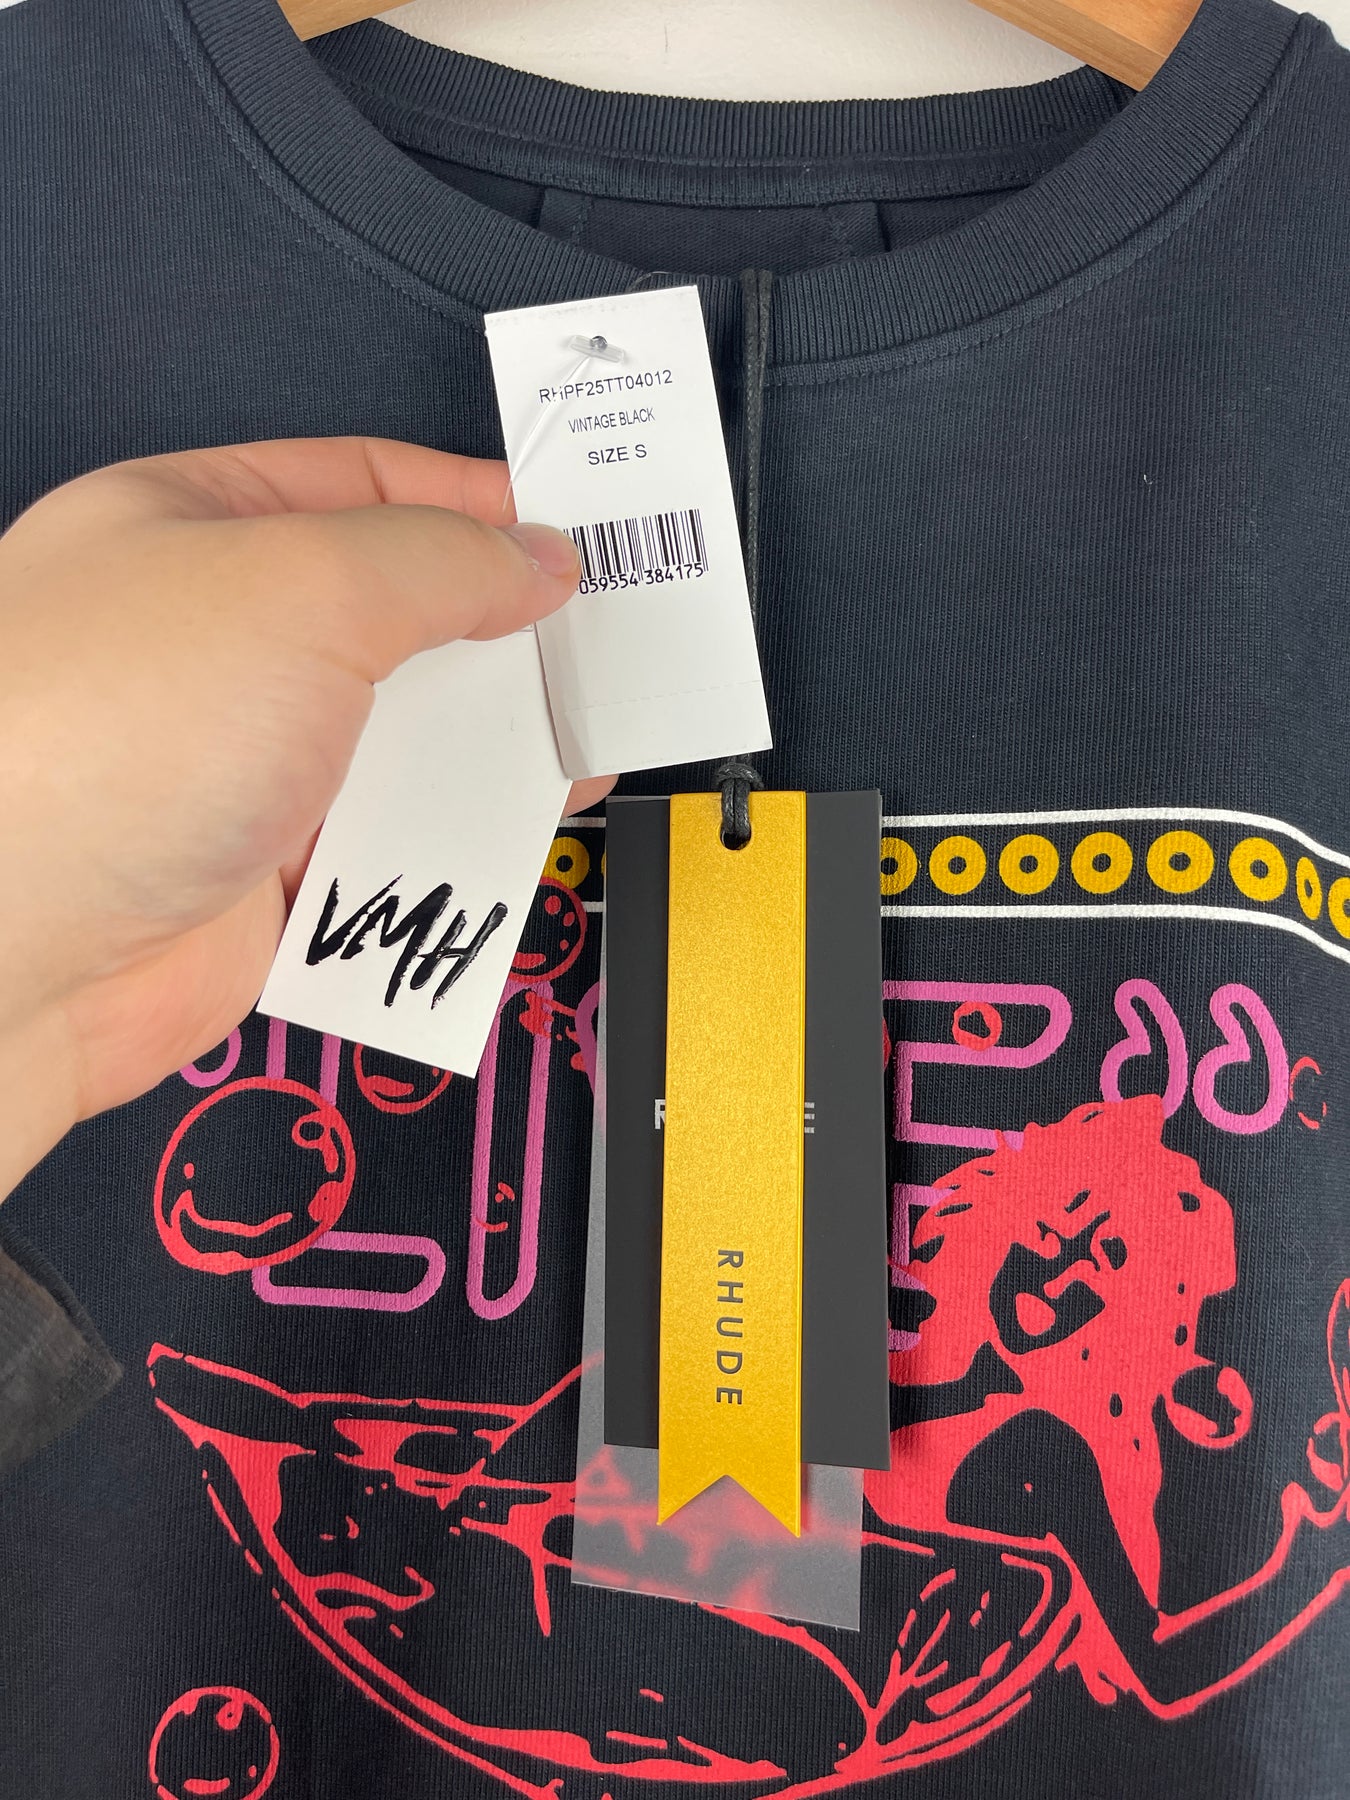 RHPF25TT04012
VINTAGE BLACK
SIZE S
059554 384175
VMH
RHUDE